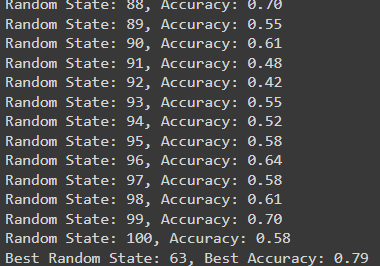 Random State: 88, Accuracy: 0.70
Random State: 89, Accuracy: 0.55
Random State: 90, Accuracy: 0.61
Random State: 91, Accuracy: 0.48
Random State: 92, Accuracy: 0.42
Random State: 93, Accuracy: 0.55
Random State: 94, Accuracy: 0.52
Random State: 95, Accuracy: 0.58
Random State: 96, Accuracy: 0.64
Random State: 97, Accuracy: 0.58
Random State: 98, Accuracy: 0.61
Random State: 99, Accuracy: 0.70
Random State: 100, Accuracy: 0.58
Best Random State: 63, Best Accuracy: 0.79